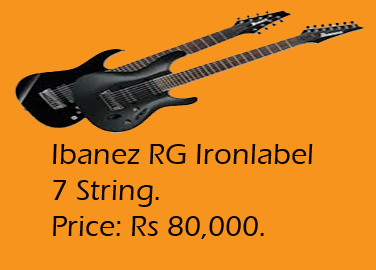 Ibanez RG Ironlabel
7 String.
Price: Rs 80,000.